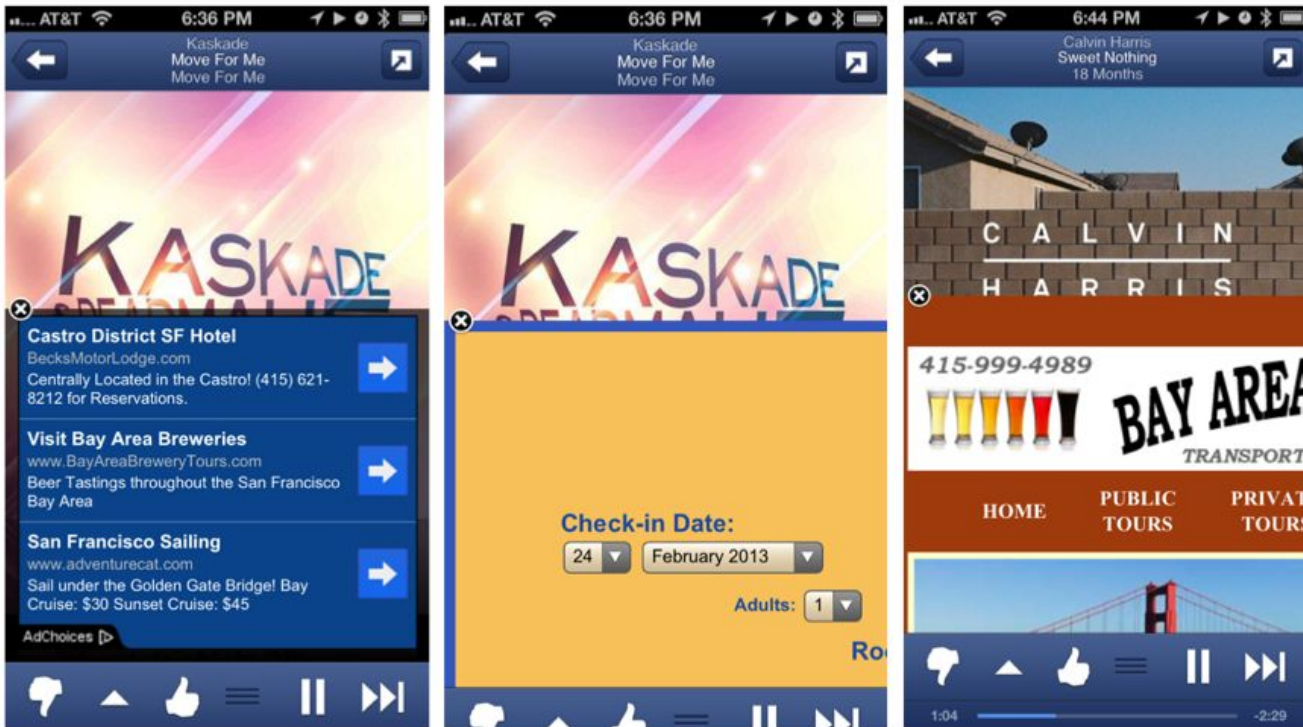 AT&T 6:36 PM
Kaskade
Move For Me
Move For Me
KASKADE
Castro District SF Hotel
BecksMotorLodge.com
Centrally Located in the Castro! (415) 621-
8212 for Reservations.
Visit Bay Area Breweries
www.BayAreaBreweryTours.com
Beer Tastings throughout the San Francisco
Bay Area
San Francisco Sailing
www.adventurecat.com
Sail under the Golden Gate Bridge! Bay
Cruise: $30 Sunset Cruise: $45
AdChoices
AT&T 6:36 PM
Kaskade
Move For Me
Move For Me
KASKADE
Check-in Date:
24 February 2013
Adults: 1
Roo
AT&T 6:44 PM
Calvin Harris
Sweet Nothing
18 Months
CALVIN
HARRIS
415-999-4989
BAY AREA
TRANSPORT
HOME
PUBLIC
TOURS
PRIVAT
TOURS
1:04 -2:29